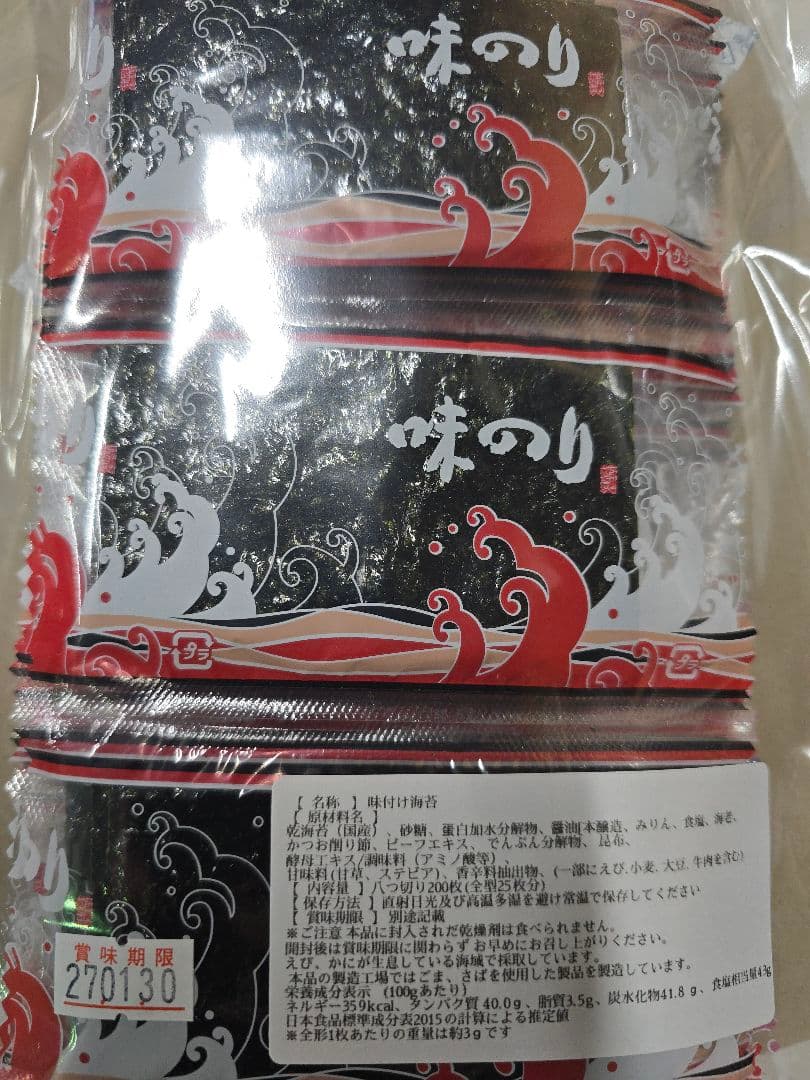 味のり
味のり
プラ
プラ
【 名称 】味付け海苔
【 原材料名 】
乾海苔(国産)、砂糖、蛋白加水分解物、醤油[本醸造、みりん、食塩、海老、
かつお削り節、ビーフエキス、でんぷん分解物、昆布、
酵母エキス/調味料(アミノ酸等)、
甘味料(甘草、ステビア)、香辛料抽出物、(一部にえび.小麦.大豆.牛肉を含む)
【 内容量 】八つ切り200枚(全型25枚分)
【 保存方法 】直射日光及び高温多湿を避け常温で保存してください
【 賞味期限 】別途記載
※ご注意 本品に封入された乾燥剤は食べられません。
開封後は賞味期限に関わらずお早めにお召し上がりください。
えび、かにが生息している海域で採取しています。
本品の製造工場ではごま、さばを使用した製品を製造しています。
栄養成分表示 (100gあたり)
ネルギー359kcal、タンパク質 40.0g、脂質3.5g、炭水化物41.8g、食塩相当量4.3g
日本食品標準成分表2015の計算による推定値
※全形1枚あたりの重量は約3gです
賞味期限
270130